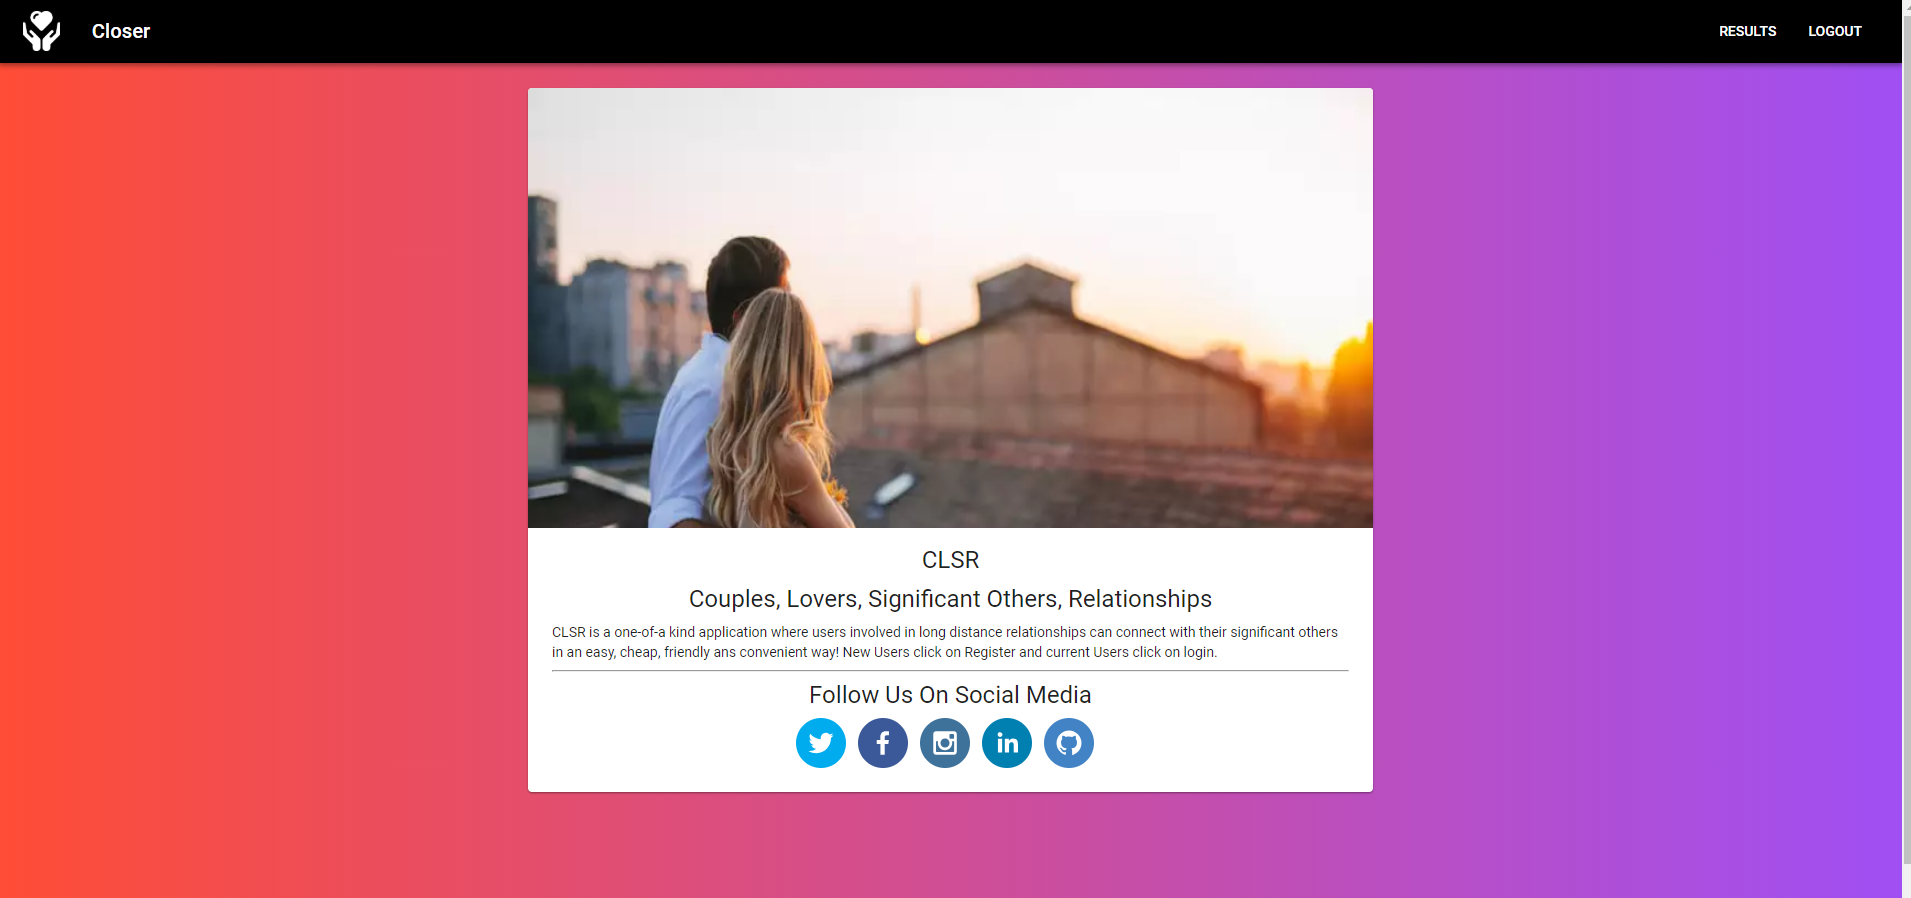 Closer
RESULTS
LOGOUT
CLSR
Couples, Lovers, Significant Others, Relationships
CLSR is a one-of-a kind application where users involved in long distance relationships can connect with their significant others
in an easy, cheap, friendly ans convenient way! New Users click on Register and current Users click on login.
Follow Us On Social Media